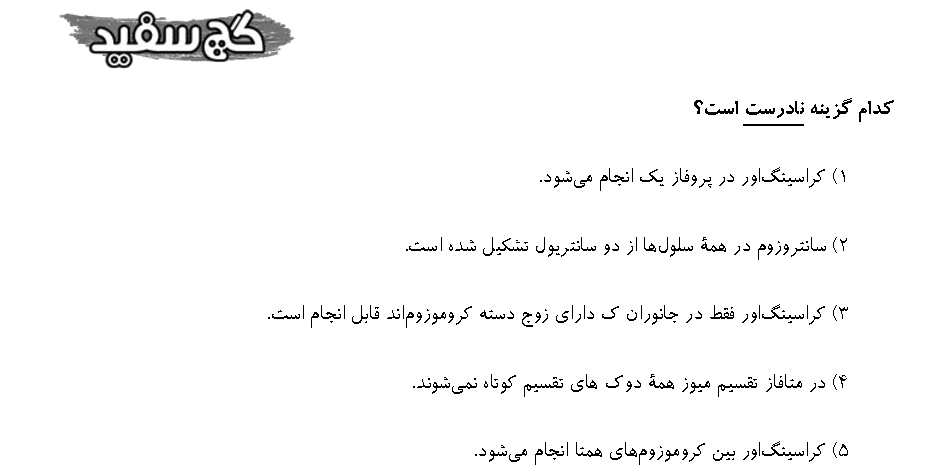 گچ سفید
کدام گزینه نادرست است؟
۱) کراسینگ‌اور در پروفاز یک انجام می‌شود.
۲) سانتروزوم در همهٔ سلول‌ها از دو سانتریول تشکیل شده است.
۳) کراسینگ‌اور فقط در جانوران ک دارای زوج دسته کروموزوم‌اند قابل انجام است.
۴) در متافاز تقسیم میوز همهٔ دوک های تقسیم کوتاه نمی‌شوند.
۵) کراسینگ‌اور بین کروموزوم‌های همتا انجام می‌شود.